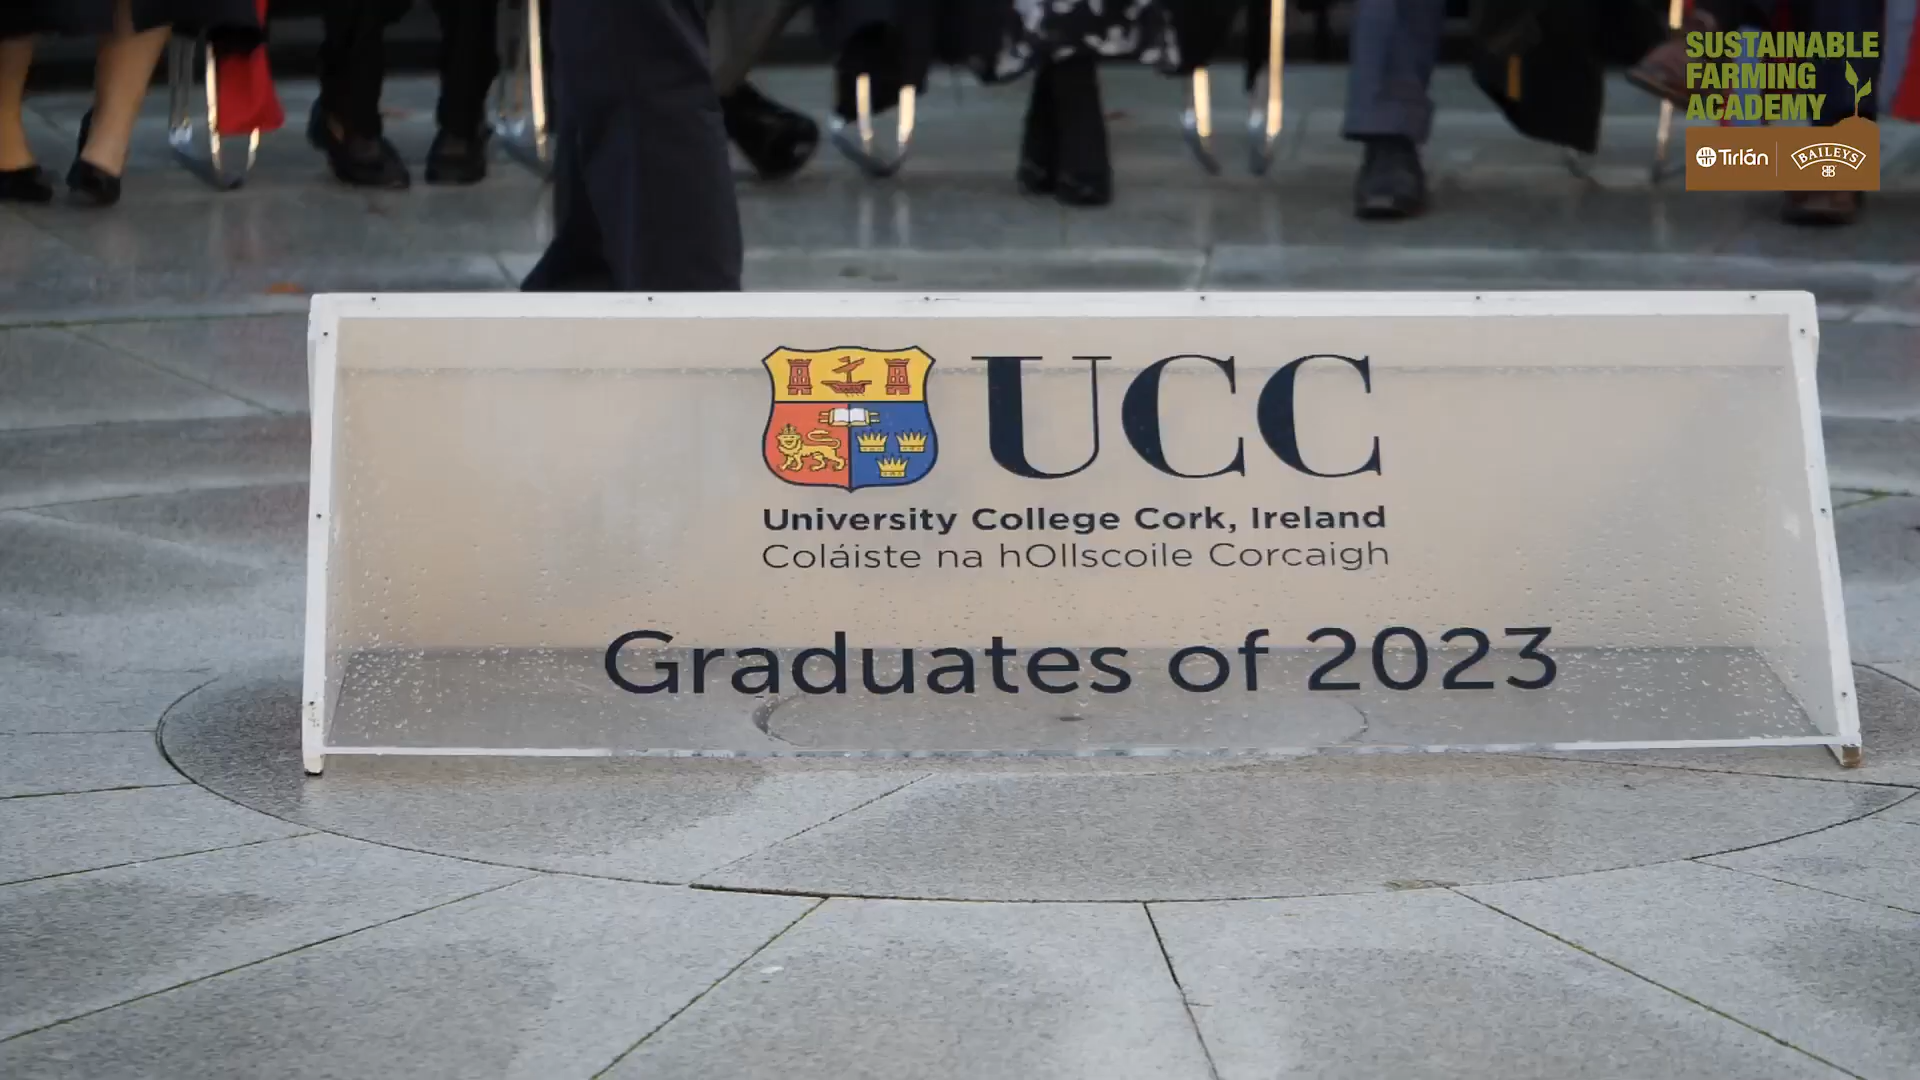 SUSTAINABLE
FARMING
ACADEMY
Tirlán
BAILEYS
UCC
University College Cork, Ireland
Coláiste na hOllscoile Corcaigh
Graduates of 2023